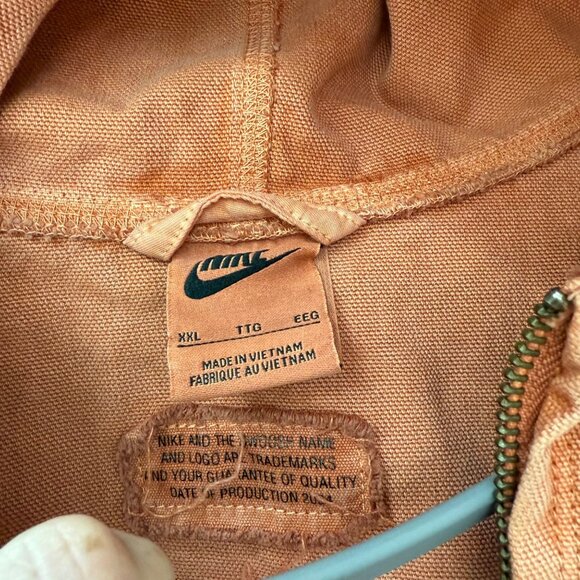 NIKE
XXL TTG EEG
MADE IN VIETNAM
FABRIQUE AU VIETNAM
NIKE AND THE SWOOSH NAME
AND LOGO ARE TRADEMARKS
AND YOUR GUARANTEE OF QUALITY
DATE OF PRODUCTION 2024